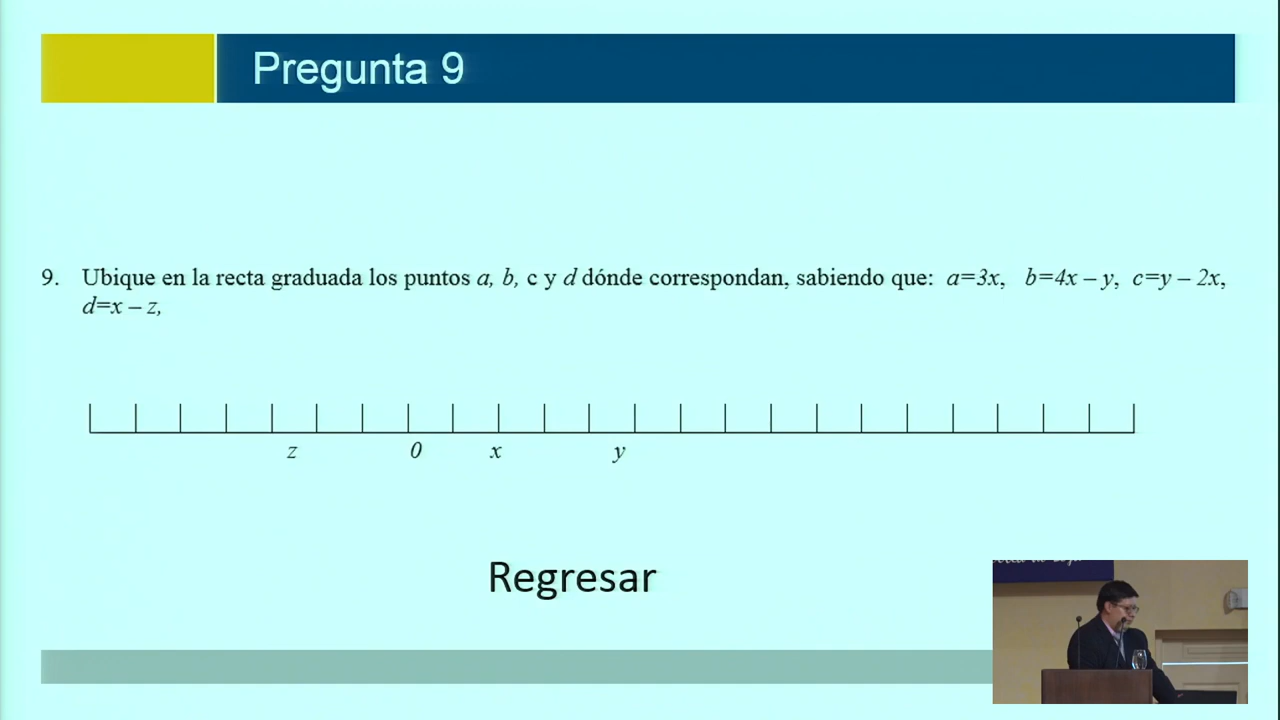 Pregunta 9
9. Ubique en la recta graduada los puntos a, b, c y d dónde correspondan, sabiendo que: a=3x, b=4x – y, c=y – 2x,
d=x – z,
z 0 x y
Regresar